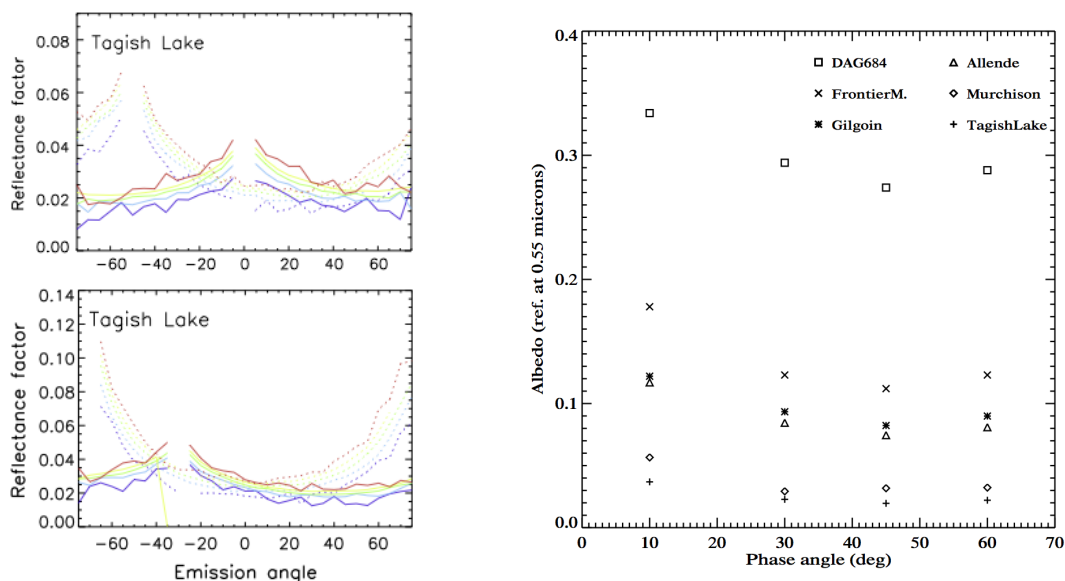 Tagish Lake
Reflectance factor
0.08
0.06
0.04
0.02
0.00
−60 −40 −20 0 20 40 60
Tagish Lake
Reflectance factor
0.14
0.12
0.10
0.08
0.06
0.04
0.02
0.00
−60 −40 −20 0 20 40 60
Emission angle
Albedo (ref. at 0.55 microns)
0.4
0.3
0.2
0.1
0.0
DAG684
Allende
FrontierM.
Murchison
Gilgoin
TagishLake
0 10 20 30 40 50 60 70
Phase angle (deg)